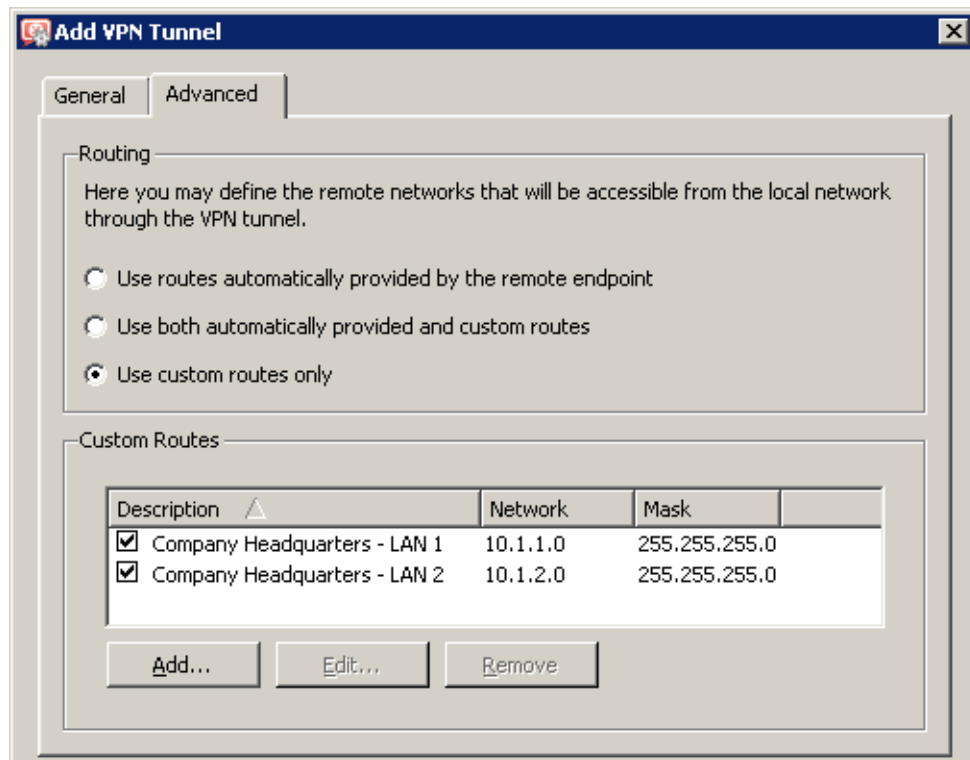 Add VPN Tunnel
General Advanced
Routing
Here you may define the remote networks that will be accessible from the local network
through the VPN tunnel.
Use routes automatically provided by the remote endpoint
Use both automatically provided and custom routes
Use custom routes only
Custom Routes
Description Network Mask
Company Headquarters - LAN 1 10.1.1.0 255.255.255.0
Company Headquarters - LAN 2 10.1.2.0 255.255.255.0
Add... Edit... Remove